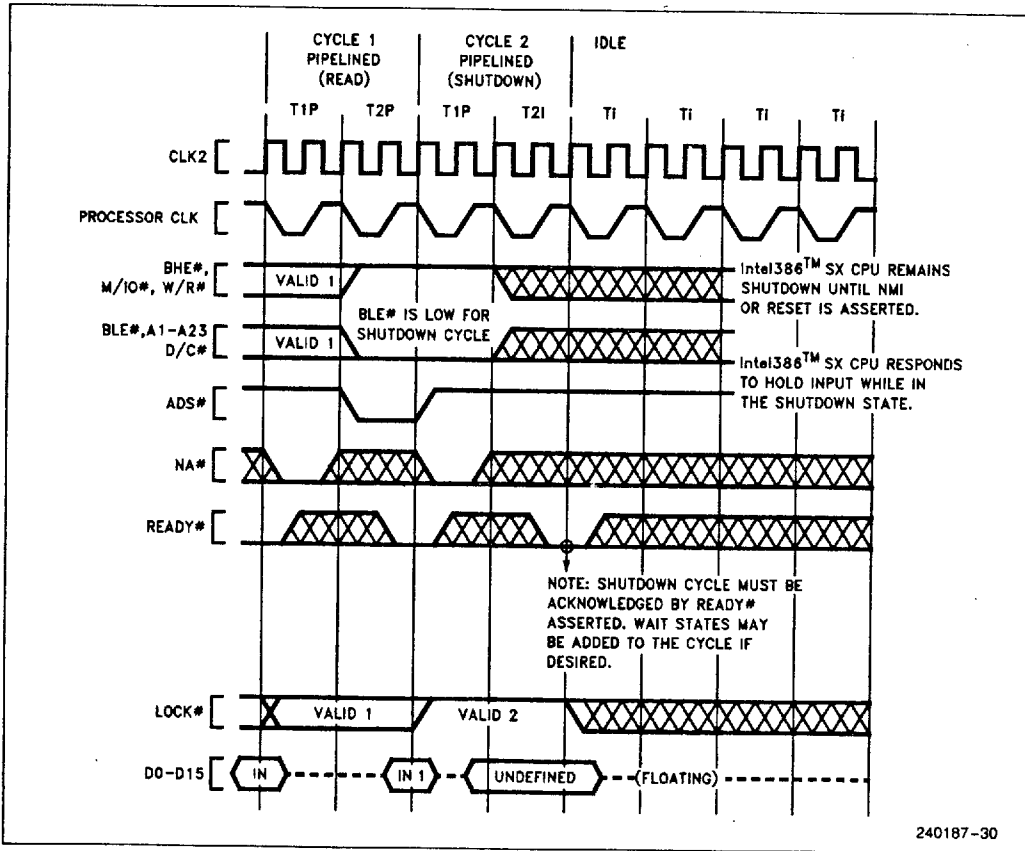 CYCLE 1
PIPELINED
(READ)
CYCLE 2
PIPELINED
(SHUTDOWN)
IDLE
T1P T2P T1P T2I Ti Ti Ti Ti
CLK2
PROCESSOR CLK
BHE#,
M/IO#, W/R#
VALID 1
Intel386™ SX CPU REMAINS
SHUTDOWN UNTIL NMI
OR RESET IS ASSERTED.
BLE# IS LOW FOR
SHUTDOWN CYCLE
BLE#,A1-A23
D/C#
VALID 1
Intel386™ SX CPU RESPONDS
TO HOLD INPUT WHILE IN
THE SHUTDOWN STATE.
ADS#
NA#
READY#
NOTE: SHUTDOWN CYCLE MUST BE
ACKNOWLEDGED BY READY#
ASSERTED. WAIT STATES MAY
BE ADDED TO THE CYCLE IF
DESIRED.
LOCK#
VALID 1
VALID 2
D0-D15
IN
IN 1
UNDEFINED
(FLOATING)
240187-30